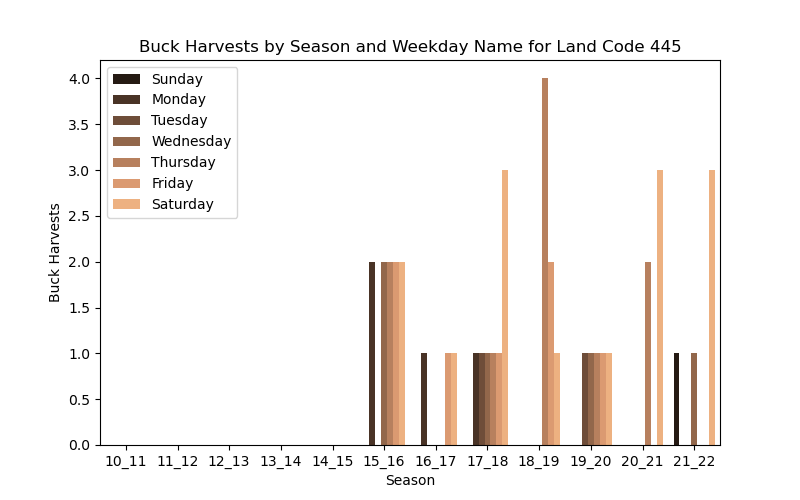 Buck Harvests by Season and Weekday Name for Land Code 445
Sunday
Monday
Tuesday
Wednesday
Thursday
Friday
Saturday
4.0
3.5
3.0
2.5
2.0
1.5
1.0
0.5
0.0
Buck Harvests
10_11 11_12 12_13 13_14 14_15 15_16 16_17 17_18 18_19 19_20 20_21 21_22
Season